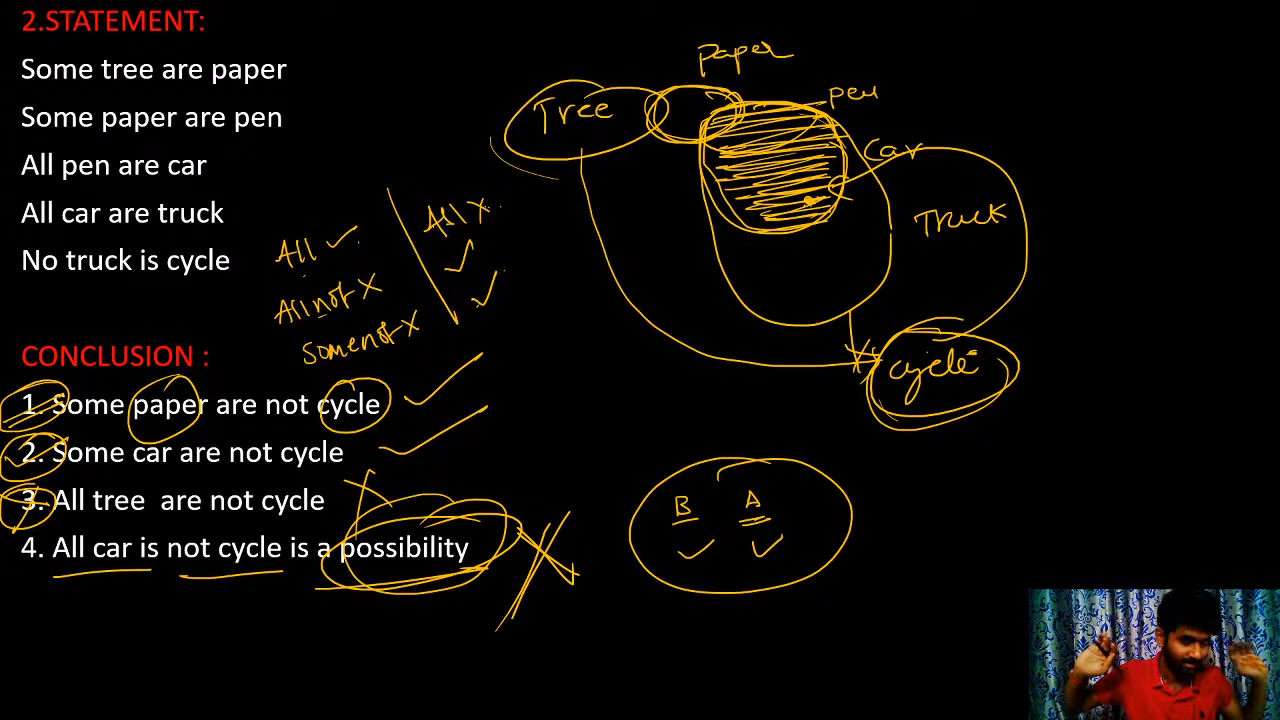 2.STATEMENT:
Some tree are paper
Some paper are pen
All pen are car
All car are truck
No truck is cycle
CONCLUSION :
1. Some paper are not cycle
2. Some car are not cycle
3. All tree are not cycle
4. All car is not cycle is a possibility
paper
Tree
pen
Car
Truck
cycle
All ✓
All X
All not X
✓
Some not X
✓
B A
✓ ✓